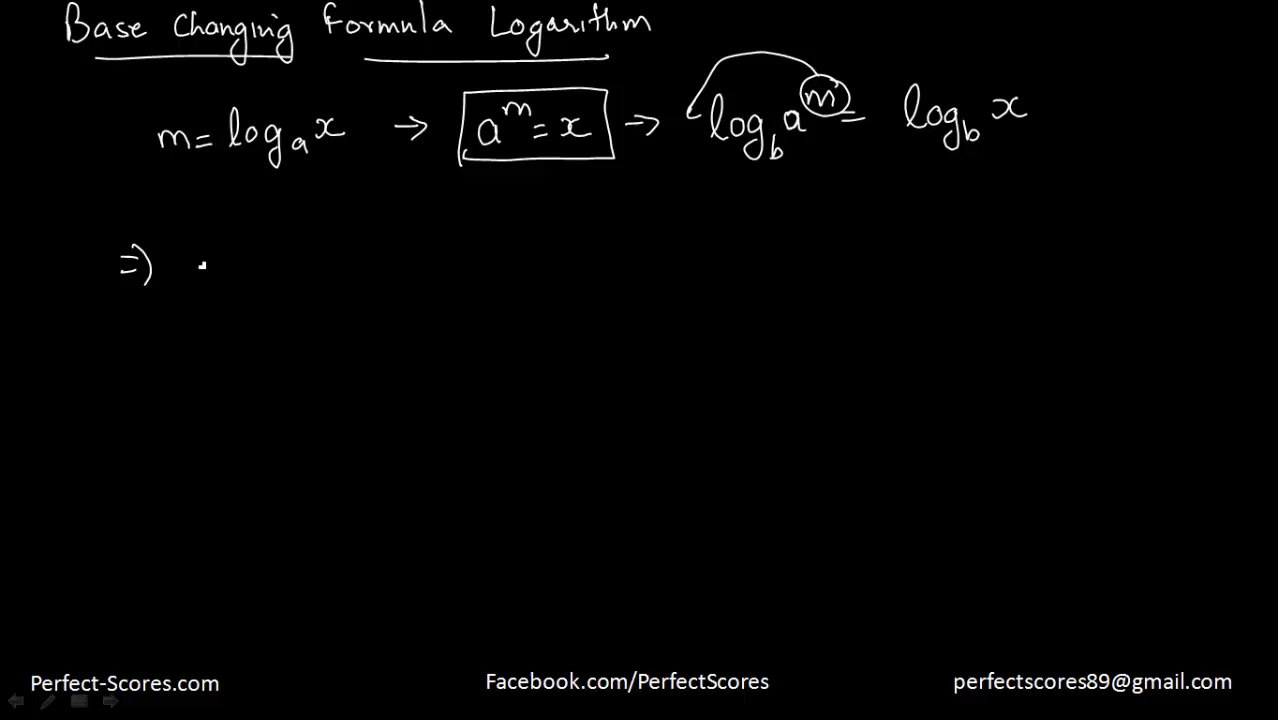 Base Changing Formula Logarithm
m = log_a x → a^m = x → log_b a^m = log_b x
⇒
Perfect-Scores.com Facebook.com/PerfectScores perfectscores89@gmail.com